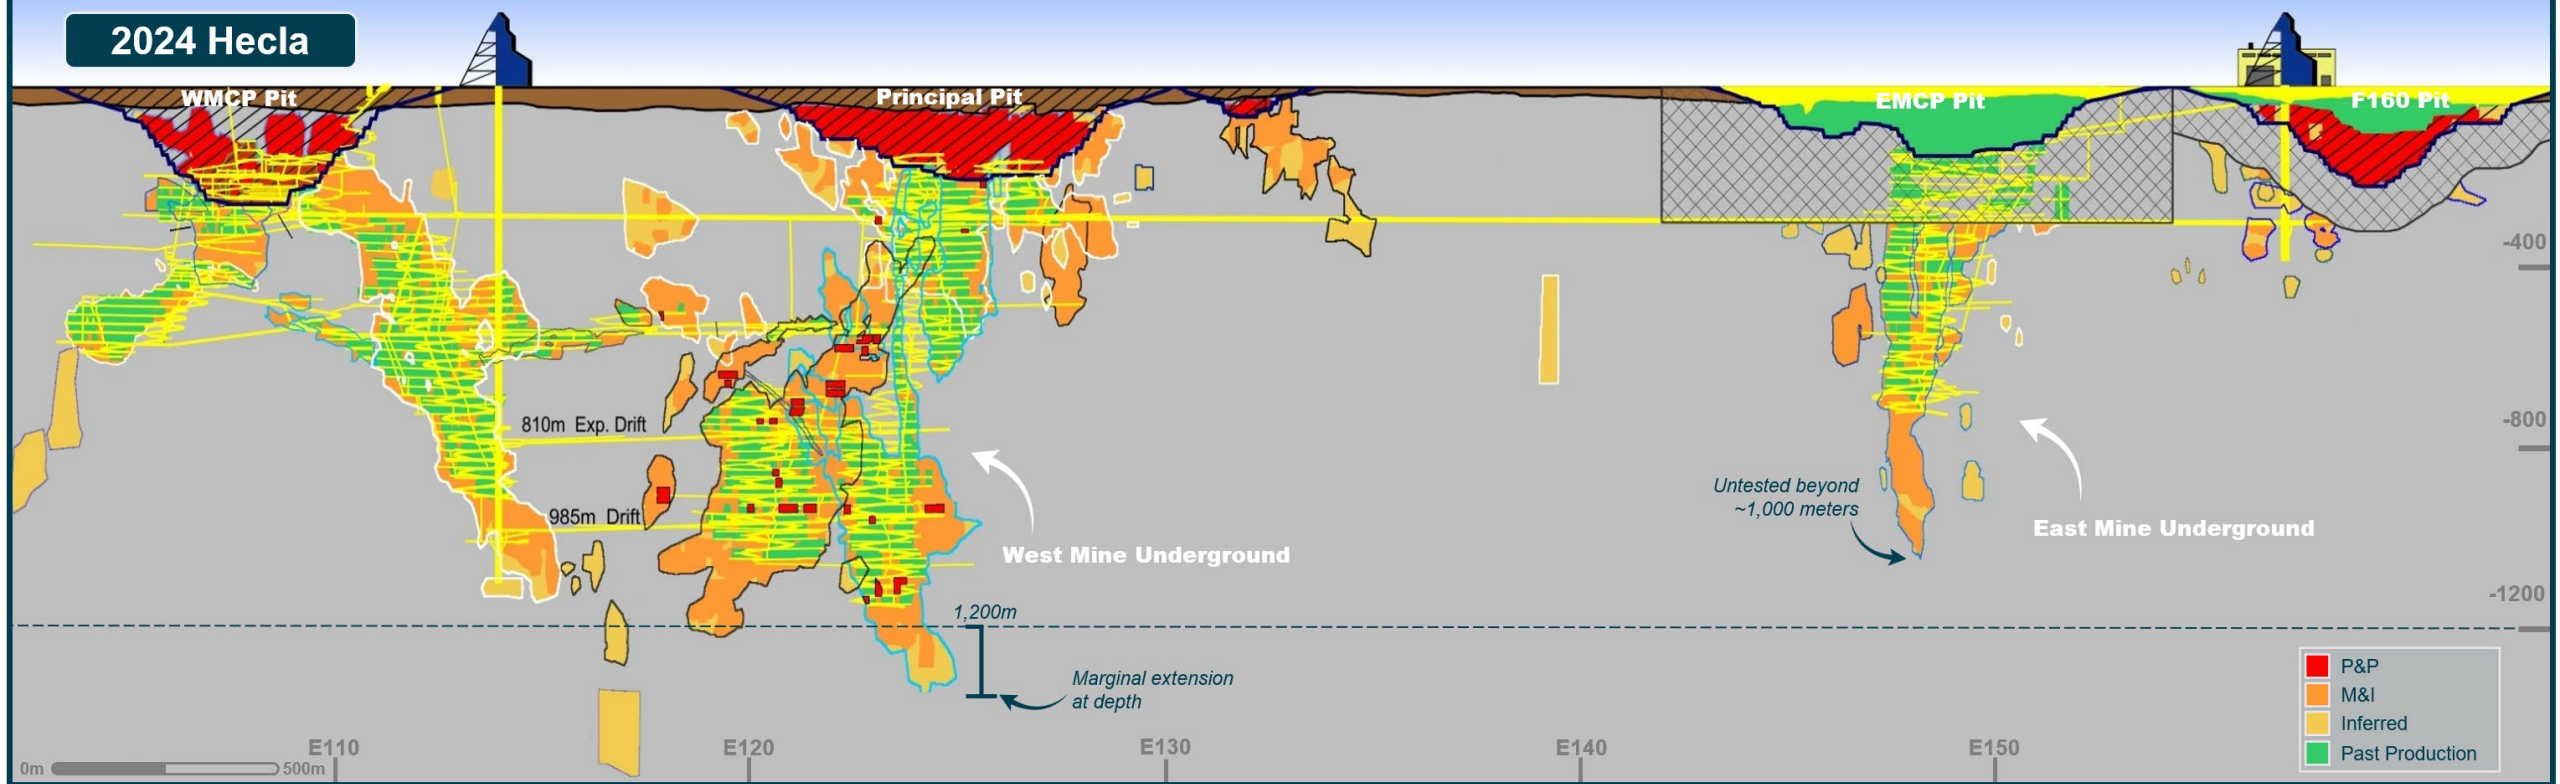 2024 Hecla
WMCP Pit
Principal Pit
EMCP Pit
F160 Pit
-400
810m Exp. Drift
-800
Untested beyond
~1,000 meters
985m Drift
West Mine Underground
East Mine Underground
-1200
1,200m
Marginal extension
at depth
P&P
M&I
Inferred
Past Production
E110
E120
E130
E140
E150
0m
500m